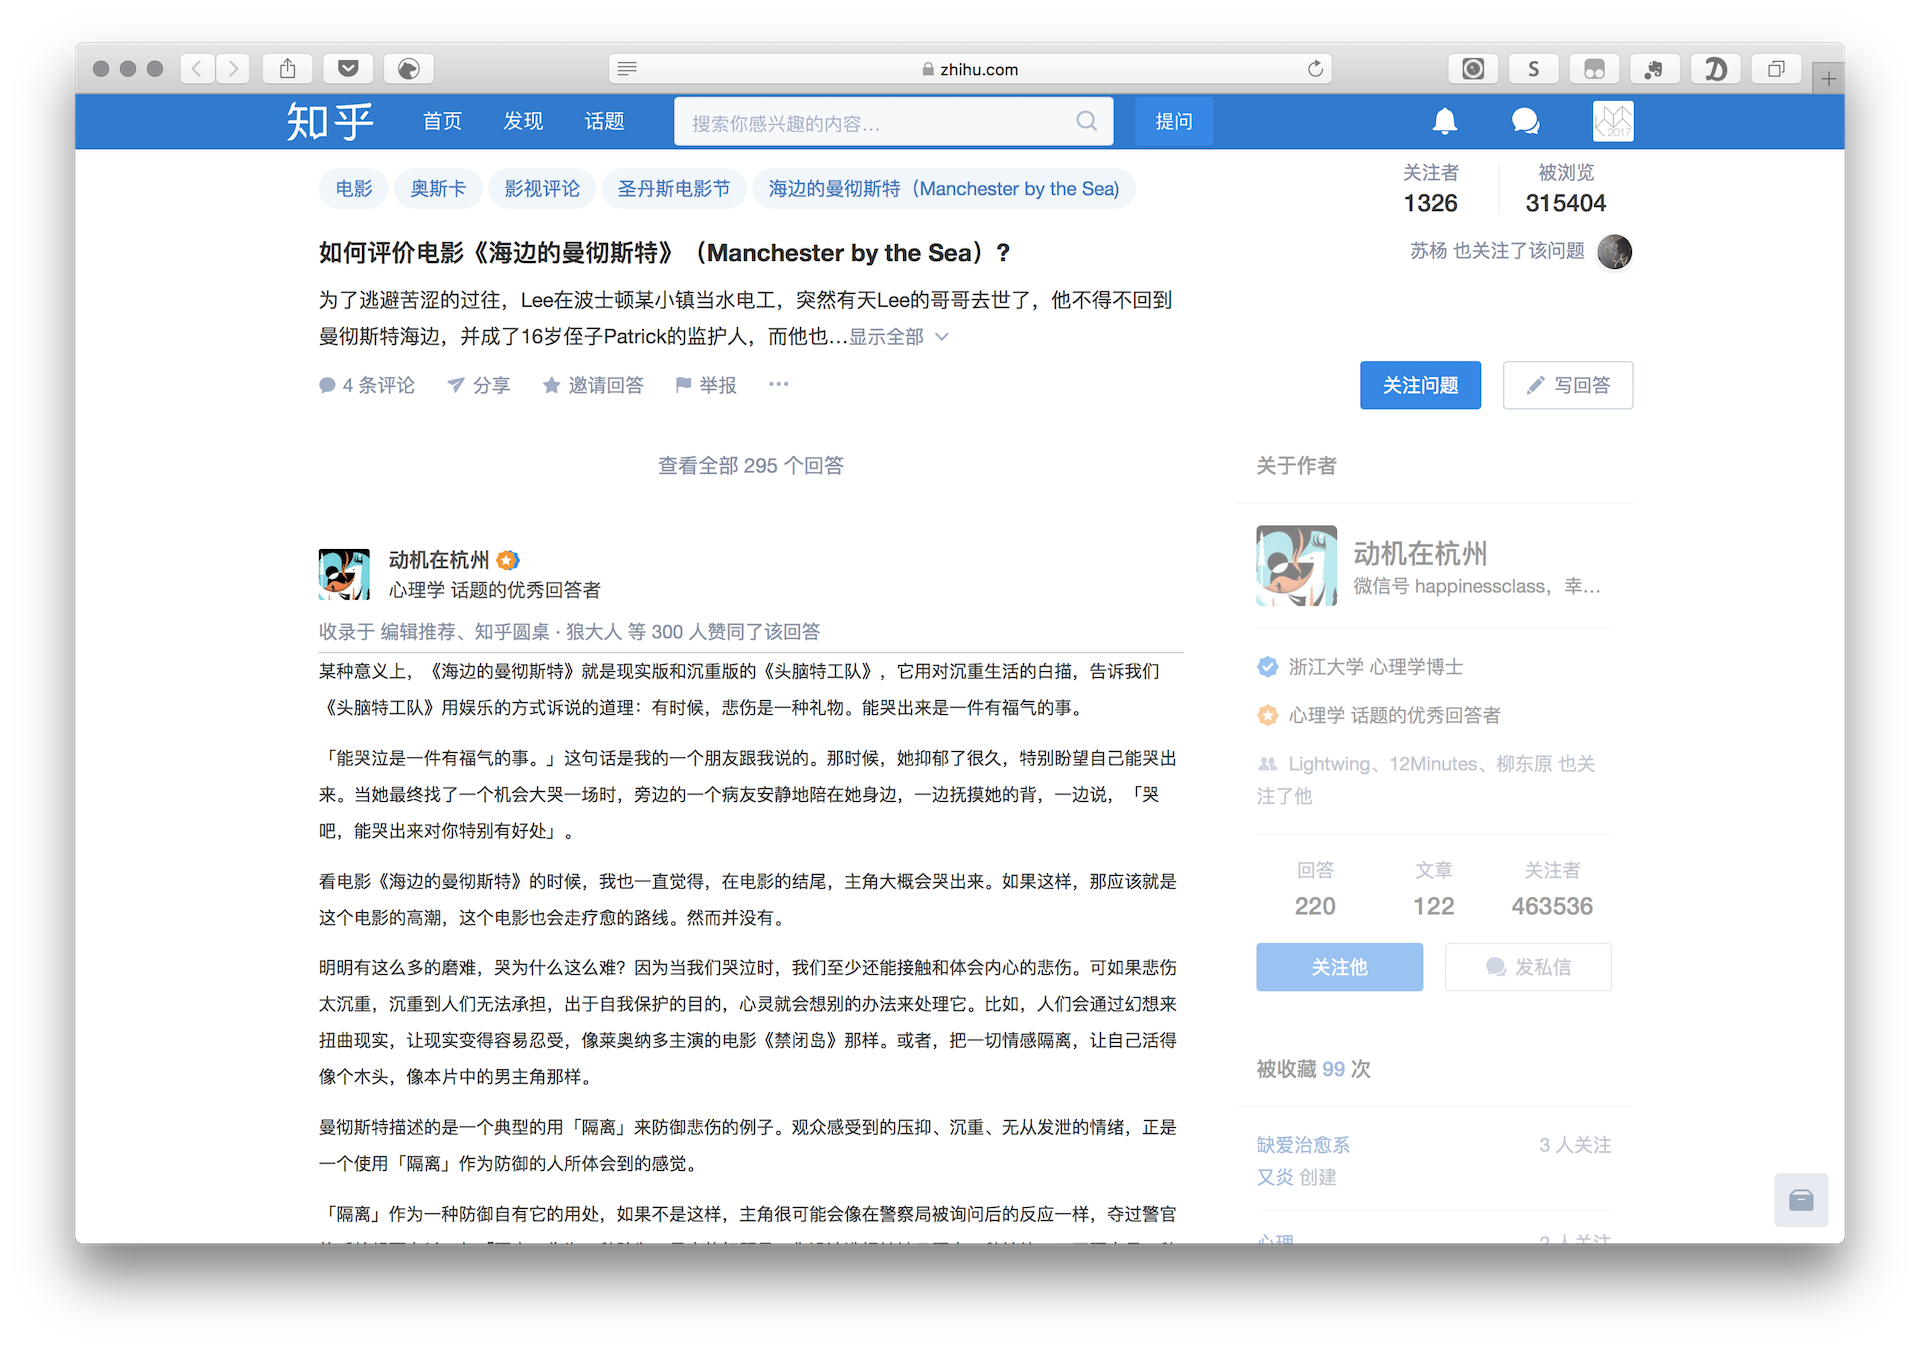 zhihu.com
S
知乎 首页 发现 话题 搜索你感兴趣的内容... 提问
2017
电影 奥斯卡 影视评论 圣丹斯电影节 海边的曼彻斯特（Manchester by the Sea)
关注者 被浏览
1326 315404
如何评价电影《海边的曼彻斯特》（Manchester by the Sea）?
苏杨 也关注了该问题
为了逃避苦涩的过往，Lee在波士顿某小镇当水电工，突然有天Lee的哥哥去世了，他不得不回到
曼彻斯特海边，并成了16岁侄子Patrick的监护人，而他也...显示全部
4 条评论 分享 邀请回答 举报 ···
关注问题 写回答
查看全部 295 个回答
动机在杭州
心理学 话题的优秀回答者
收录于 编辑推荐、知乎圆桌 · 狼大人 等 300 人赞同了该回答
某种意义上，《海边的曼彻斯特》就是现实版和沉重版的《头脑特工队》，它用对沉重生活的白描，告诉我们
《头脑特工队》用娱乐的方式诉说的道理：有时候，悲伤是一种礼物。能哭出来是一件有福气的事。
「能哭泣是一件有福气的事。」这句话是我的一个朋友跟我说的。那时候，她抑郁了很久，特别盼望自己能哭出
来。当她最终找了一个机会大哭一场时，旁边的一个病友安静地陪在她身边，一边抚摸她的背，一边说，「哭
吧，能哭出来对你特别有好处」。
看电影《海边的曼彻斯特》的时候，我也一直觉得，在电影的结尾，主角大概会哭出来。如果这样，那应该就是
这个电影的高潮，这个电影也会走疗愈的路线。然而并没有。
明明有这么多的磨难，哭为什么这么难？因为当我们哭泣时，我们至少还能接触和体会内心的悲伤。可如果悲伤
太沉重，沉重到人们无法承担，出于自我保护的目的，心灵就会想别的办法来处理它。比如，人们会通过幻想来
扭曲现实，让现实变得容易忍受，像莱奥纳多主演的电影《禁闭岛》那样。或者，把一切情感隔离，让自己活得
像个木头，像本片中的男主角那样。
曼彻斯特描述的是一个典型的用「隔离」来防御悲伤的例子。观众感受到的压抑、沉重、无从发泄的情绪，正是
一个使用「隔离」作为防御的人所体会到的感觉。
「隔离」作为一种防御自有它的用处，如果不是这样，主角很可能会像在警察局被询问后的反应一样，夺过警官
关于作者
动机在杭州
微信号 happinessclass，幸...
浙江大学 心理学博士
心理学 话题的优秀回答者
Lightwing、12Minutes、柳东原 也关
注了他
回答 文章 关注者
220 122 463536
关注他 发私信
被收藏 99 次
缺爱治愈系 3 人关注
又炎 创建
心理 2 人关注